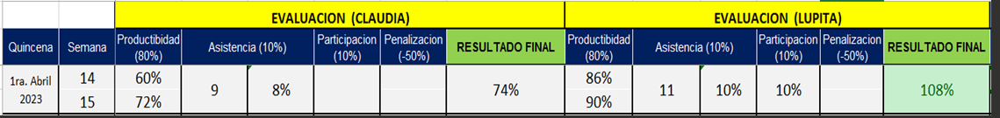 EVALUACION (CLAUDIA) EVALUACION (LUPITA)
Quincena Semana Productibidad (80%) Asistencia (10%) Participacion (10%) Penalizacion (-50%) RESULTADO FINAL Productibidad (80%) Asistencia (10%) Participacion (10%) Penalizacion (-50%) RESULTADO FINAL
1ra. Abril 2023 14 60% 9 8% 74% 86% 11 10% 10% 108%
15 72% 90%